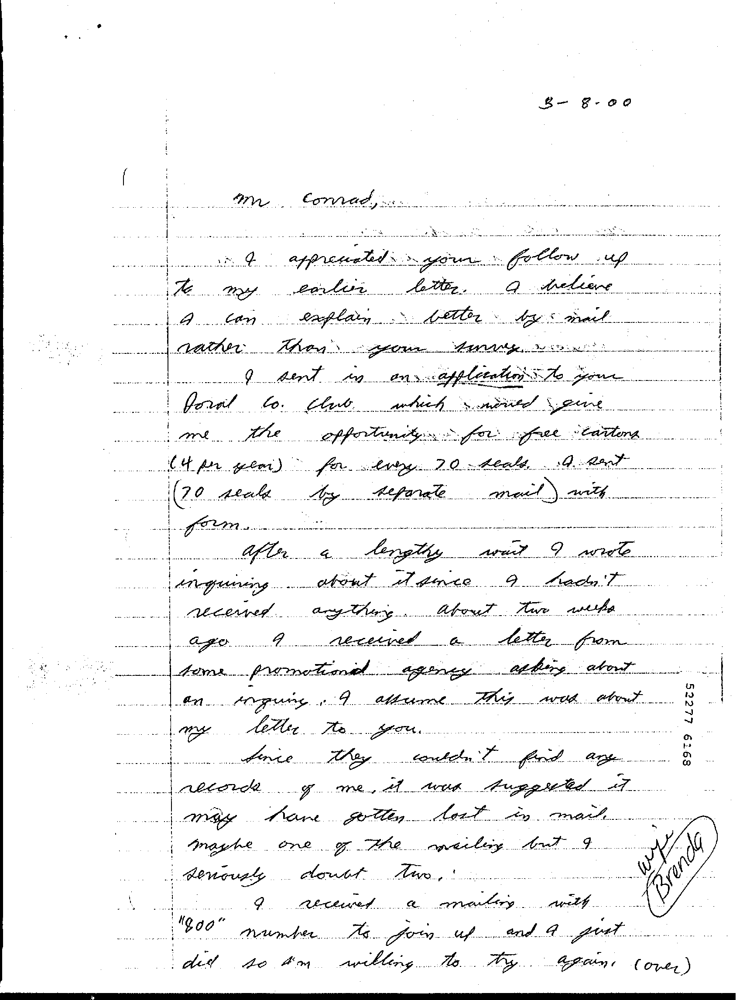 3-8-00
Mr Conrad,
I appreciated your follow up
to my earlier letter. I believe
I can explain better by mail
rather than your survey
I sent in an application to your
Doral Co. Club which would give
me the opportunity for free cartons
(4 per year) for every 70 seals. I sent
(70 seals by separate mail) with
form.
After a lengthy wait I wrote
inquiring about it since I hadn't
received anything. About two weeks
ago I received a letter from
some promotional agency asking about
an inquiry. I assume this was about
my letter to you.
Since they couldn't find any
records of me, it was suggested it
may have gotten lost in mail.
Maybe one of the mailing but I
seriously doubt two.
I received a mailing with
"800" number to join up and I just
did so I'm willing to try again. (over)
52277 6168
wife
Brenda